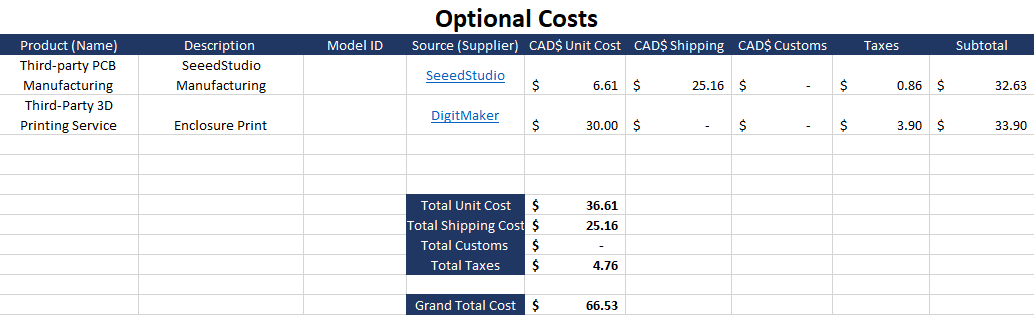 Optional Costs
Product (Name) Description Model ID Source (Supplier) CAD$ Unit Cost CAD$ Shipping CAD$ Customs Taxes Subtotal
Third-party PCB Manufacturing SeeedStudio Manufacturing SeeedStudio $ 6.61 $ 25.16 $ - $ 0.86 $ 32.63
Third-Party 3D Printing Service Enclosure Print DigitMaker $ 30.00 $ - $ - $ 3.90 $ 33.90
Total Unit Cost $ 36.61
Total Shipping Cost $ 25.16
Total Customs $ -
Total Taxes $ 4.76
Grand Total Cost $ 66.53